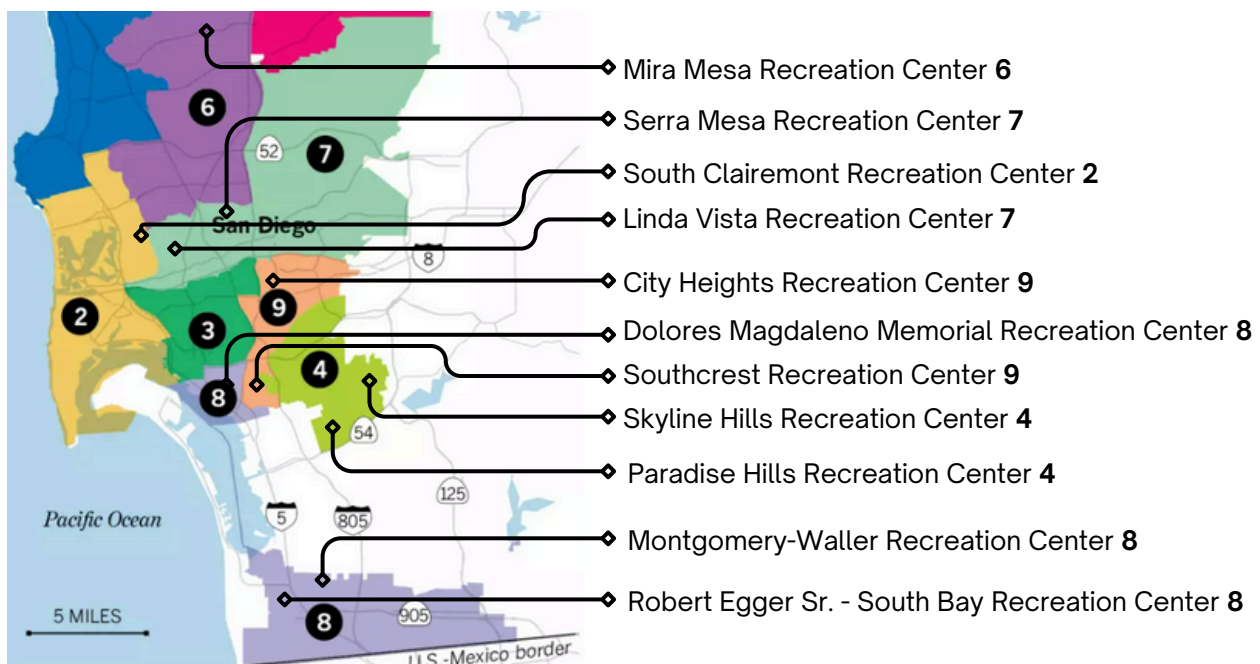 Mira Mesa Recreation Center 6
Serra Mesa Recreation Center 7
South Clairemont Recreation Center 2
Linda Vista Recreation Center 7
City Heights Recreation Center 9
Dolores Magdaleno Memorial Recreation Center 8
Southcrest Recreation Center 9
Skyline Hills Recreation Center 4
Paradise Hills Recreation Center 4
Montgomery-Waller Recreation Center 8
Robert Egger Sr. - South Bay Recreation Center 8
6
52
7
San Diego
8
9
2
3
4
8
54
125
5
805
Pacific Ocean
5 MILES
905
8
U.S.-Mexico border